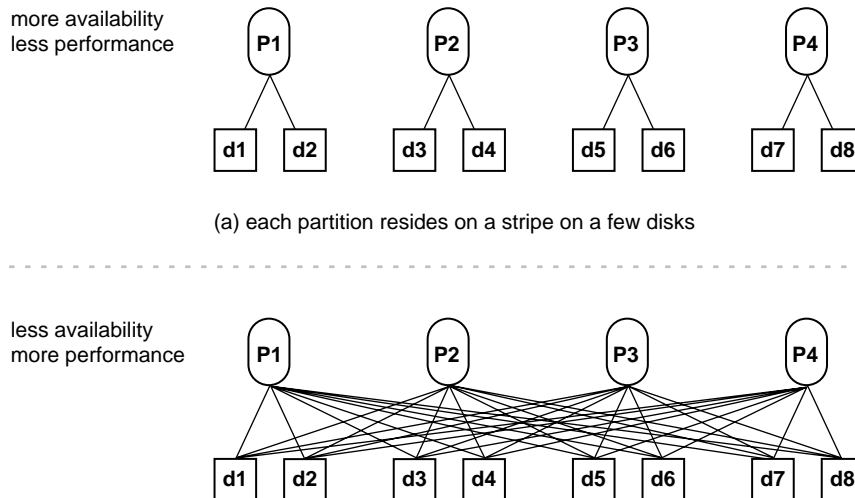 more availability
less performance
P1 P2 P3 P4
d1 d2 d3 d4 d5 d6 d7 d8
(a) each partition resides on a stripe on a few disks
less availability
more performance
P1 P2 P3 P4
d1 d2 d3 d4 d5 d6 d7 d8